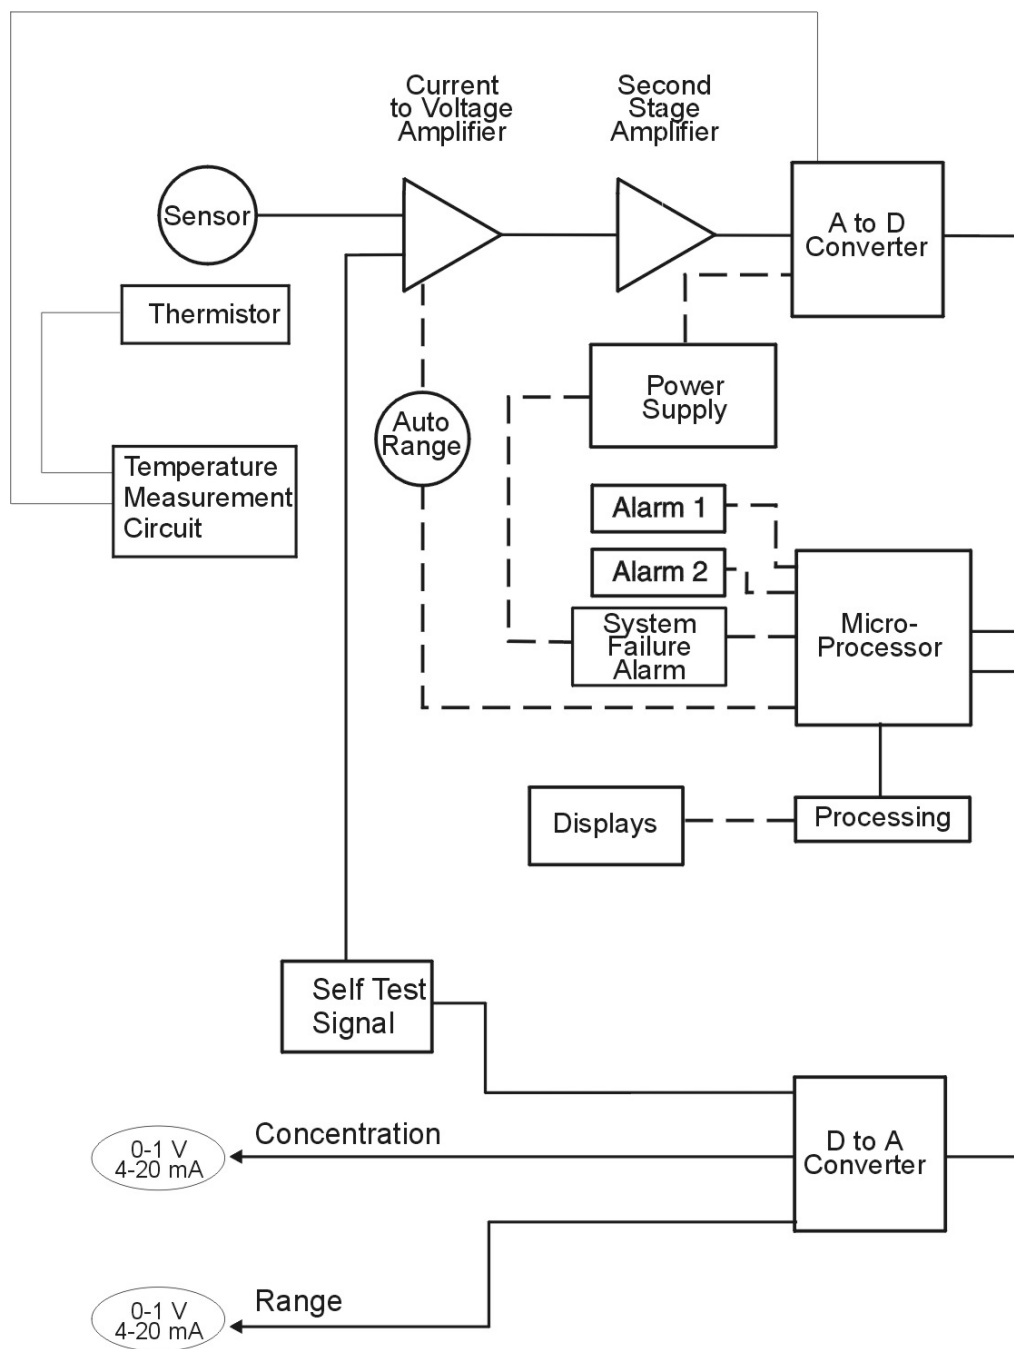 Current
to Voltage
Amplifier
Second
Stage
Amplifier
Sensor
A to D
Converter
Thermistor
Power
Supply
Auto
Range
Temperature
Measurement
Circuit
Alarm 1
Alarm 2
System
Failure
Alarm
Micro-
Processor
Displays
Processing
Self Test
Signal
Concentration
0-1 V
4-20 mA
D to A
Converter
Range
0-1 V
4-20 mA